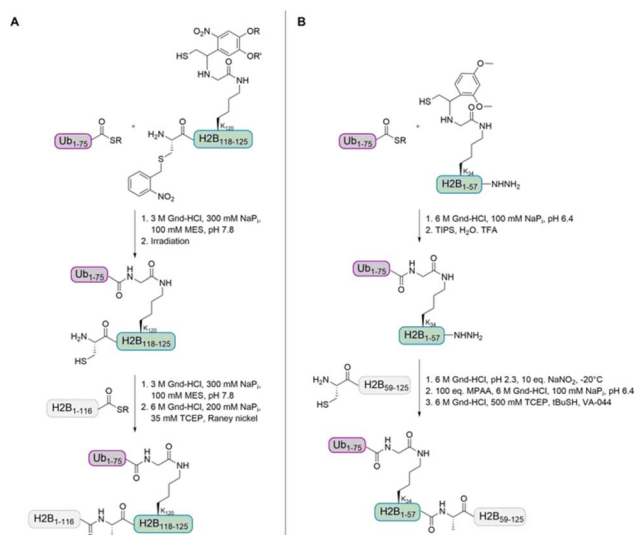 A
O₂N
OR
OR'
HS
HN
O
NH
K₁₂₀
Ub₁₋₇₅
O
SR
+
H₂N
O
H2B₁₁₈₋₁₂₅
S
NO₂
1. 3 M Gnd-HCl, 300 mM NaPᵢ,
100 mM MES, pH 7.8
2. Irradiation
Ub₁₋₇₅
H
N
O
O
NH
K₁₂₀
H₂N
O
H2B₁₁₈₋₁₂₅
HS
H2B₁₋₁₁₆
O
SR
1. 3 M Gnd-HCl, 300 mM NaPᵢ,
100 mM MES, pH 7.8
2. 6 M Gnd-HCl, 200 mM NaPᵢ,
35 mM TCEP, Raney nickel
Ub₁₋₇₅
H
N
O
O
NH
K₁₂₀
H2B₁₋₁₁₆
H
N
O
H2B₁₁₈₋₁₂₅
B
O
O
HS
HN
O
NH
K₃₄
Ub₁₋₇₅
O
SR
+
H2B₁₋₅₇
NHNH₂
1. 6 M Gnd-HCl, 100 mM NaPᵢ, pH 6.4
2. TIPS, H₂O. TFA
Ub₁₋₇₅
H
N
O
O
NH
K₃₄
H2B₁₋₅₇
NHNH₂
H₂N
O
H2B₅₉₋₁₂₅
HS
1. 6 M Gnd-HCl, pH 2.3, 10 eq. NaNO₂, -20°C
2. 100 eq. MPAA, 6 M Gnd-HCl, 100 mM NaPᵢ, pH 6.4
3. 6 M Gnd-HCl, 500 mM TCEP, tBuSH, VA-044
Ub₁₋₇₅
H
N
O
O
NH
K₃₄
H2B₁₋₅₇
O
H
N
O
H2B₅₉₋₁₂₅